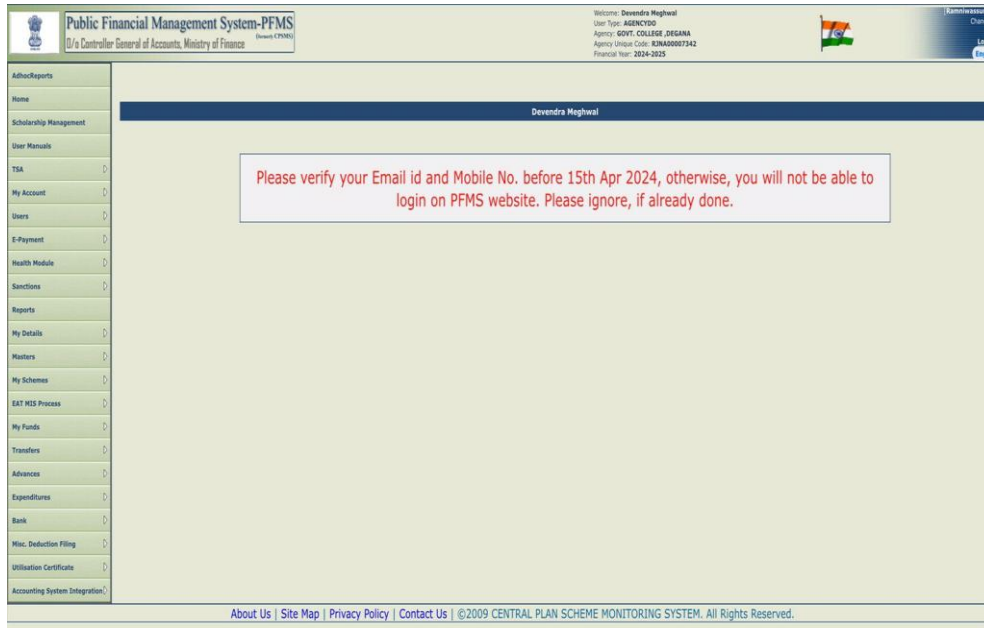 Public Financial Management System-PFMS
(formerly CPSMS)
O/o Controller General of Accounts, Ministry of Finance
Welcome: Devendra Meghwal
User Type: AGENCYDO
Agency: GOVT. COLLEGE ,DEGANA
Agency Unique Code: RJNA00007342
Financial Year: 2024-2025
AdhocReports
Home
Scholarship Management
User Manuals
TSA
My Account
Users
E-Payment
Health Module
Sanctions
Reports
My Details
Masters
My Schemes
EAT MIS Process
My Funds
Transfers
Advances
Expenditures
Bank
Misc. Deduction Filing
Utilisation Certificate
Accounting System Integration
Devendra Meghwal
Please verify your Email id and Mobile No. before 15th Apr 2024, otherwise, you will not be able to
login on PFMS website. Please ignore, if already done.
About Us | Site Map | Privacy Policy | Contact Us | ©2009 CENTRAL PLAN SCHEME MONITORING SYSTEM. All Rights Reserved.